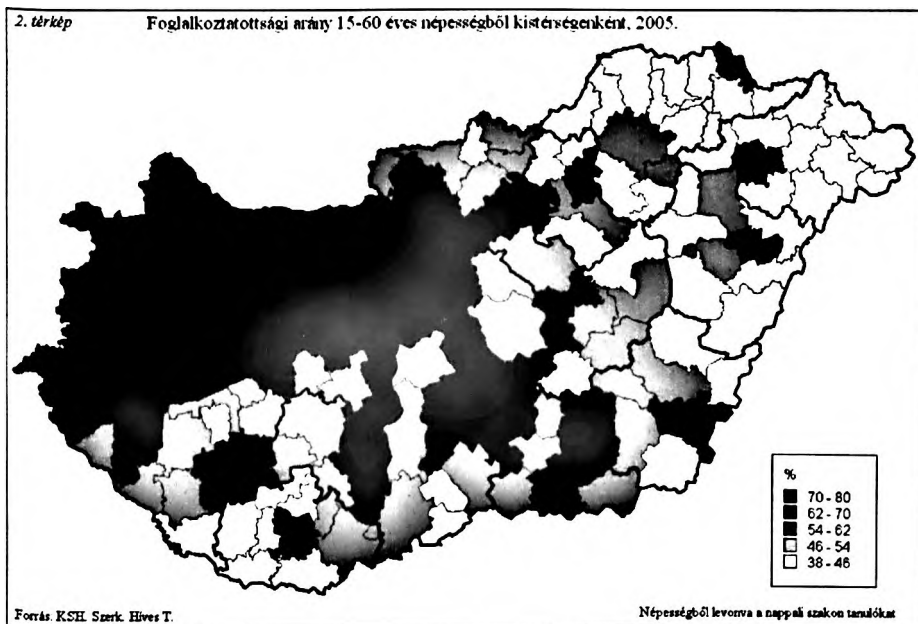 2. térkép
Foglalkoztatottsági arány 15-60 éves népességből kistérségenként, 2005.
%
70 - 80
62 - 70
54 - 62
46 - 54
38 - 46
Forrás. KSH. Szerk. Híves T.
Népességből levonva a nappali szakon tanulókat